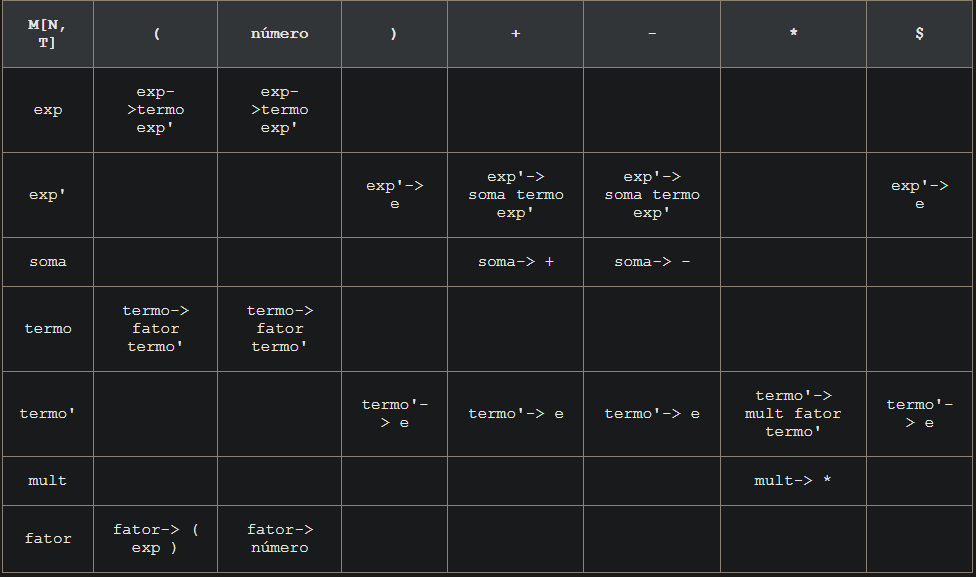 M[N, T] ( número ) + - * $
exp exp->termo exp' exp->termo exp'
exp' exp'-> e exp'-> soma termo exp' exp'-> soma termo exp' exp'-> e
soma soma-> + soma-> -
termo termo-> fator termo' termo-> fator termo'
termo' termo'-> e termo'-> e termo'-> e termo'-> mult fator termo' termo'-> e
mult mult-> *
fator fator-> ( exp ) fator-> número